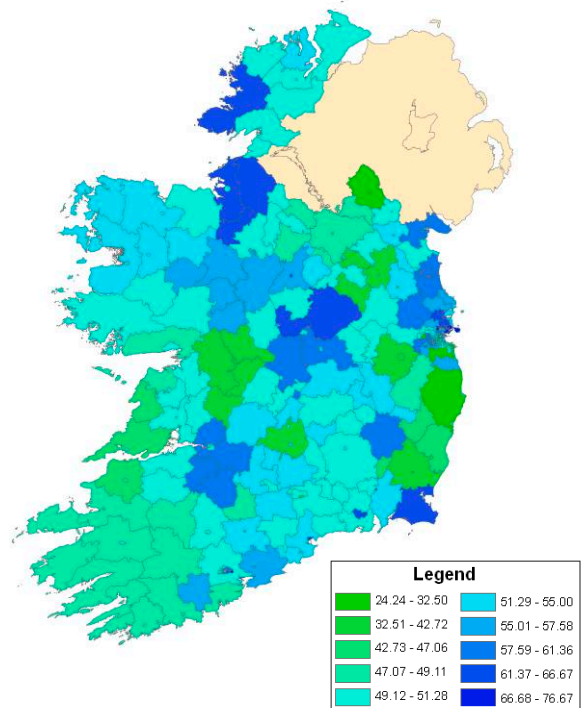 Legend
24.24 - 32.50
32.51 - 42.72
42.73 - 47.06
47.07 - 49.11
49.12 - 51.28
51.29 - 55.00
55.01 - 57.58
57.59 - 61.36
61.37 - 66.67
66.68 - 76.67